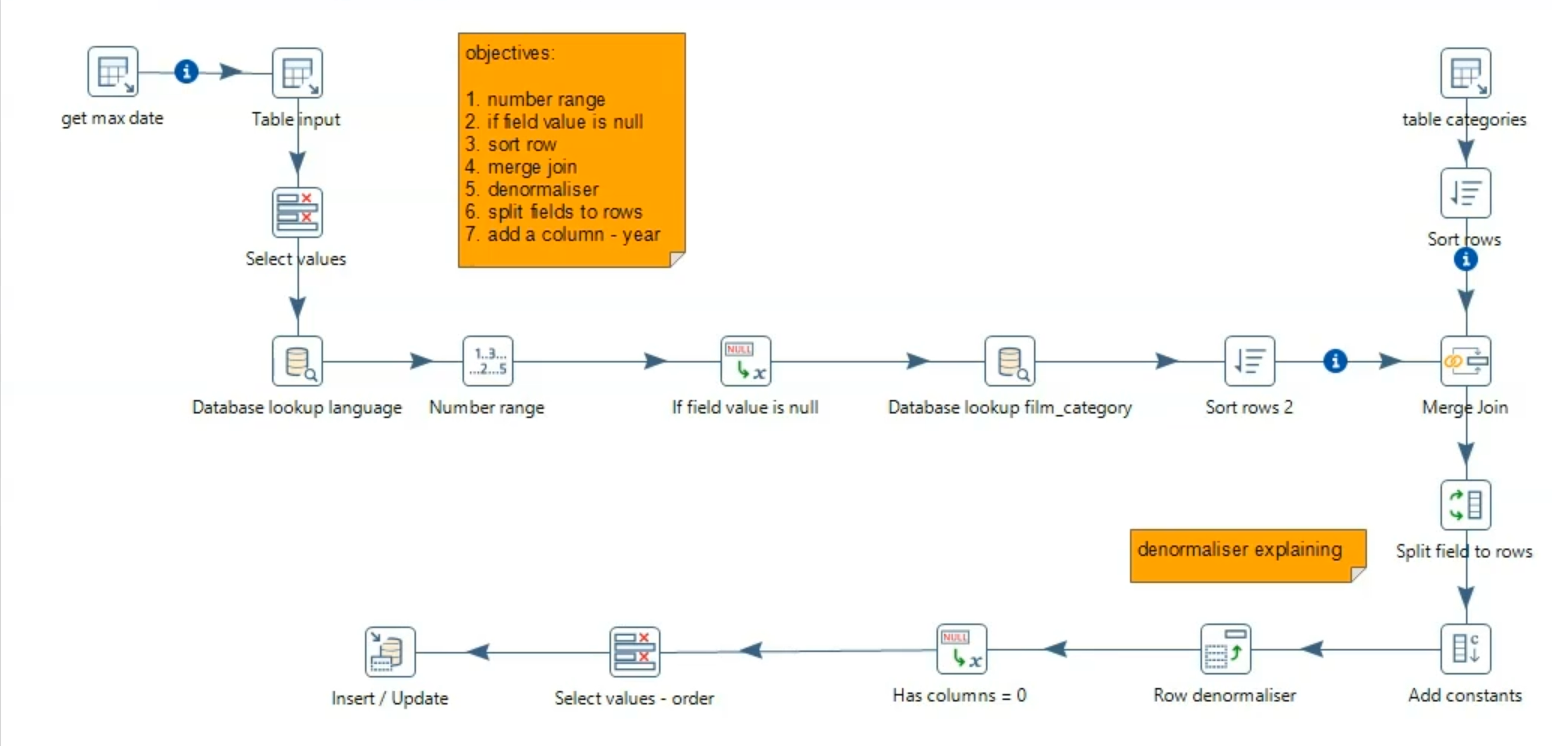 get max date
Table input
objectives:
1. number range
2. if field value is null
3. sort row
4. merge join
5. denormaliser
6. split fields to rows
7. add a column - year
table categories
Sort rows
Select values
Database lookup language
1..3...
...2...5
Number range
NULL
x
If field value is null
Database lookup film_category
Sort rows 2
Merge Join
denormaliser explaining
Split field to rows
Insert / Update
Select values - order
NULL
x
Has columns = 0
Row denormaliser
C
Add constants